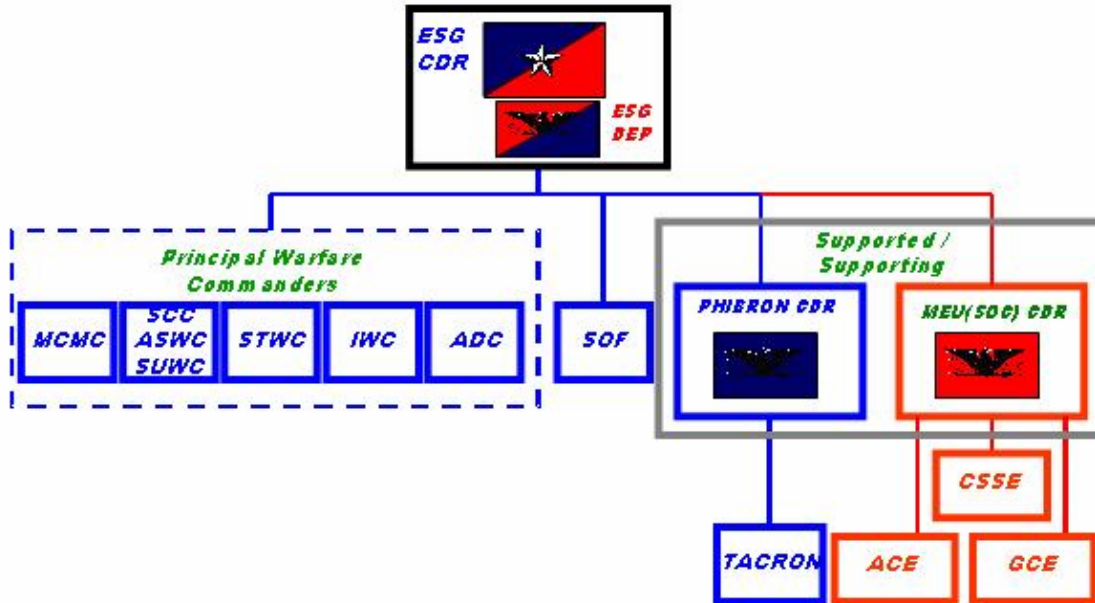 ESG
CDR
ESG
DEP
Principal Warfare
Commanders
Supported /
Supporting
MCMC
SCC
ASWC
SUWC
STWC
IWC
ADC
SOF
PHIBRON CDR
MEU(SOC) CDR
CSSE
TACRON
ACE
GCE